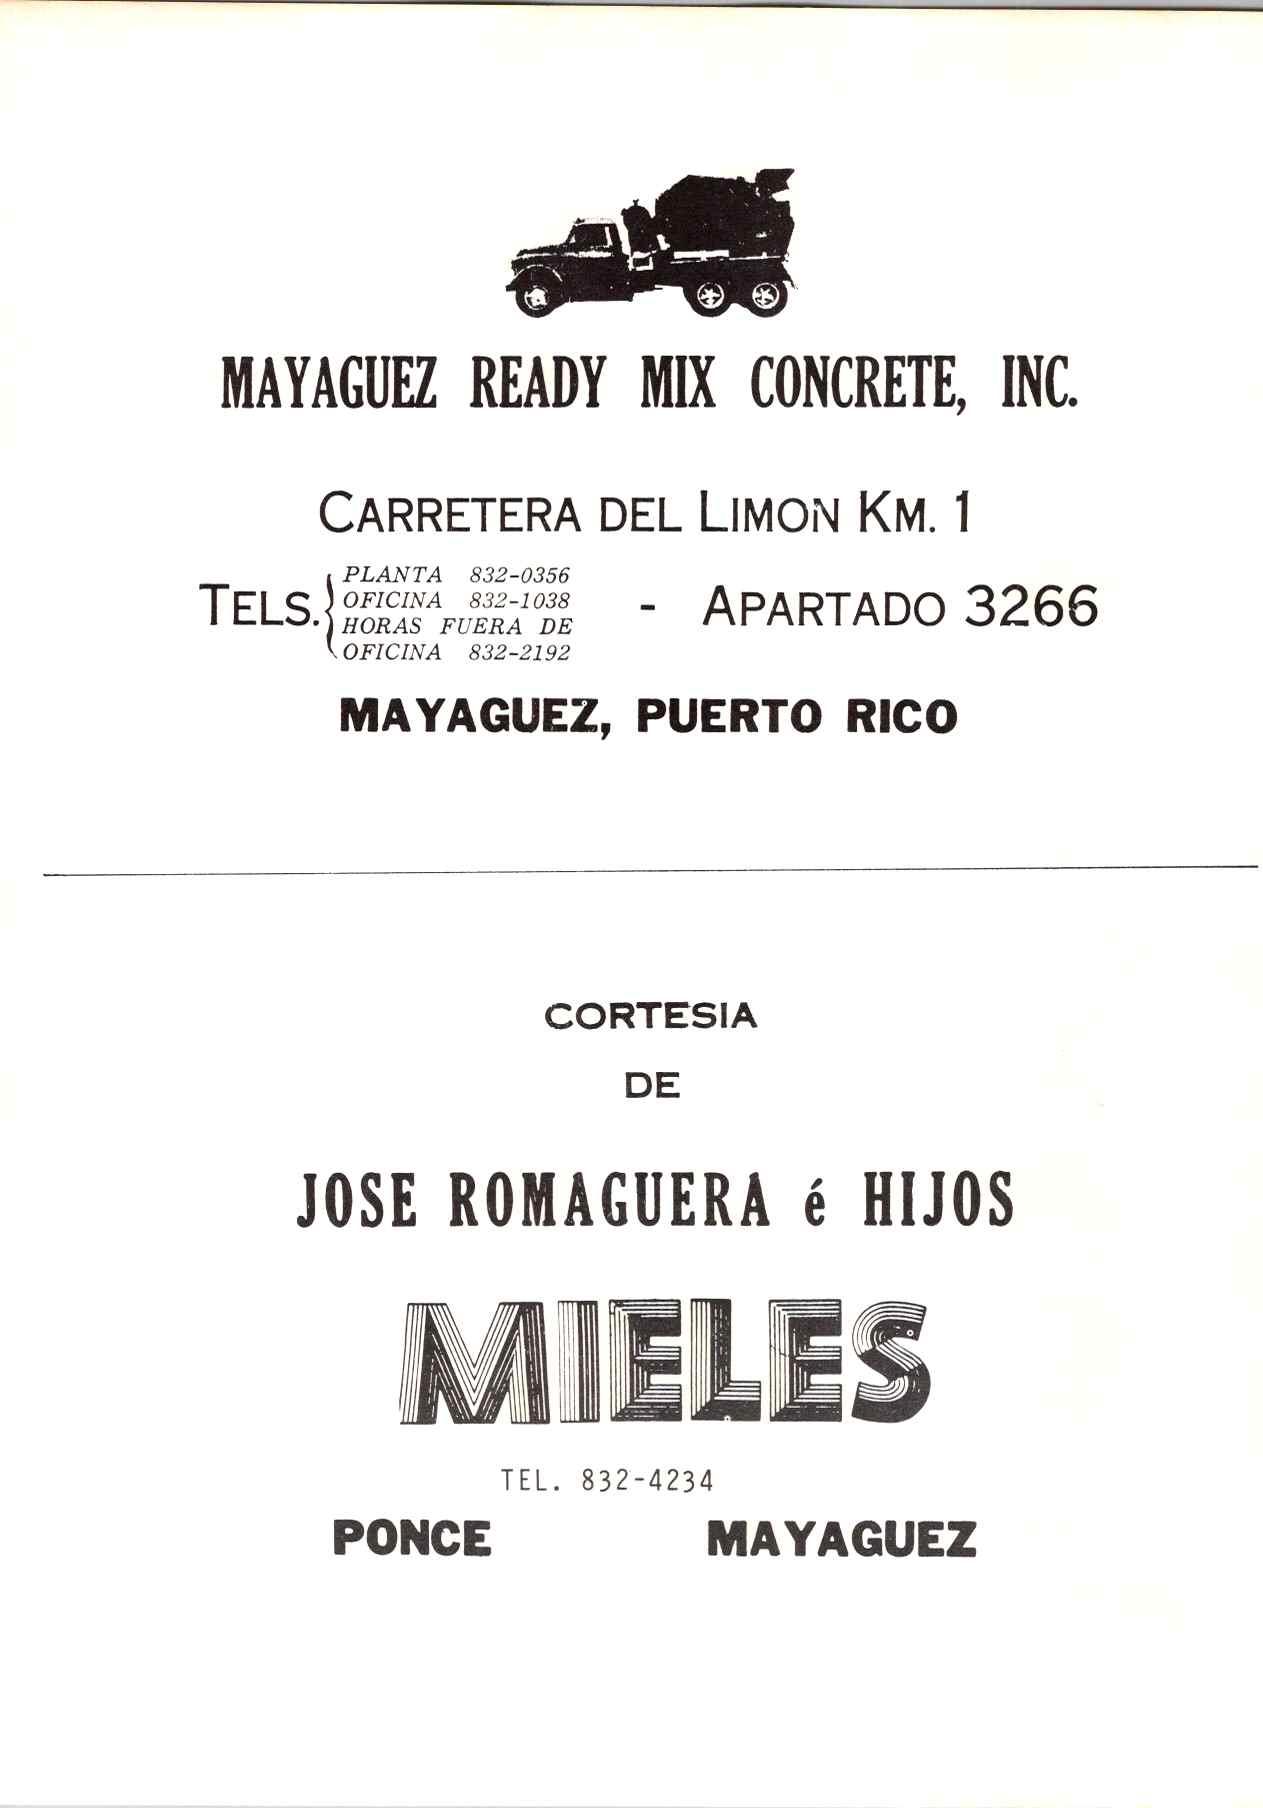 MAYAGUEZ READY MIX CONCRETE, INC.
CARRETERA DEL LIMON KM. 1
TELS. PLANTA 832-0356
OFICINA 832-1038
HORAS FUERA DE
OFICINA 832-2192
- APARTADO 3266
MAYAGUEZ, PUERTO RICO
CORTESIA
DE
JOSE ROMAGUERA é HIJOS
MIELES
TEL. 832-4234
PONCE MAYAGUEZ